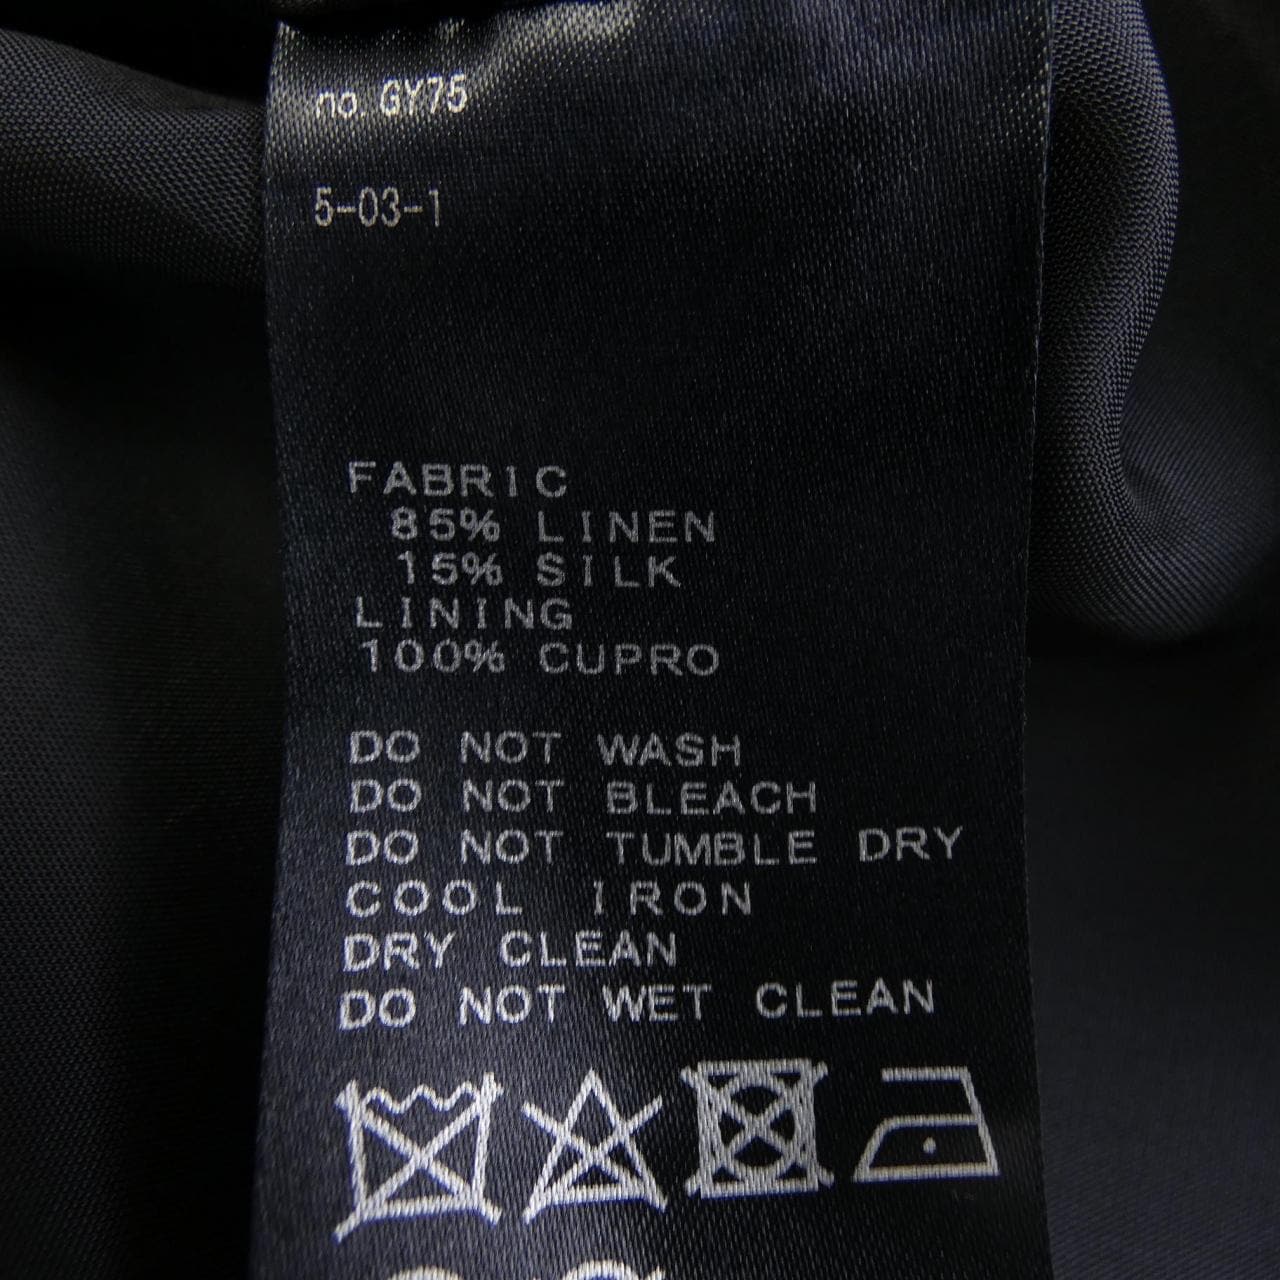 no.GY75
5-03-1
FABRIC
85% LINEN
15% SILK
LINING
100% CUPRO
DO NOT WASH
DO NOT BLEACH
DO NOT TUMBLE DRY
COOL IRON
DRY CLEAN
DO NOT WET CLEAN